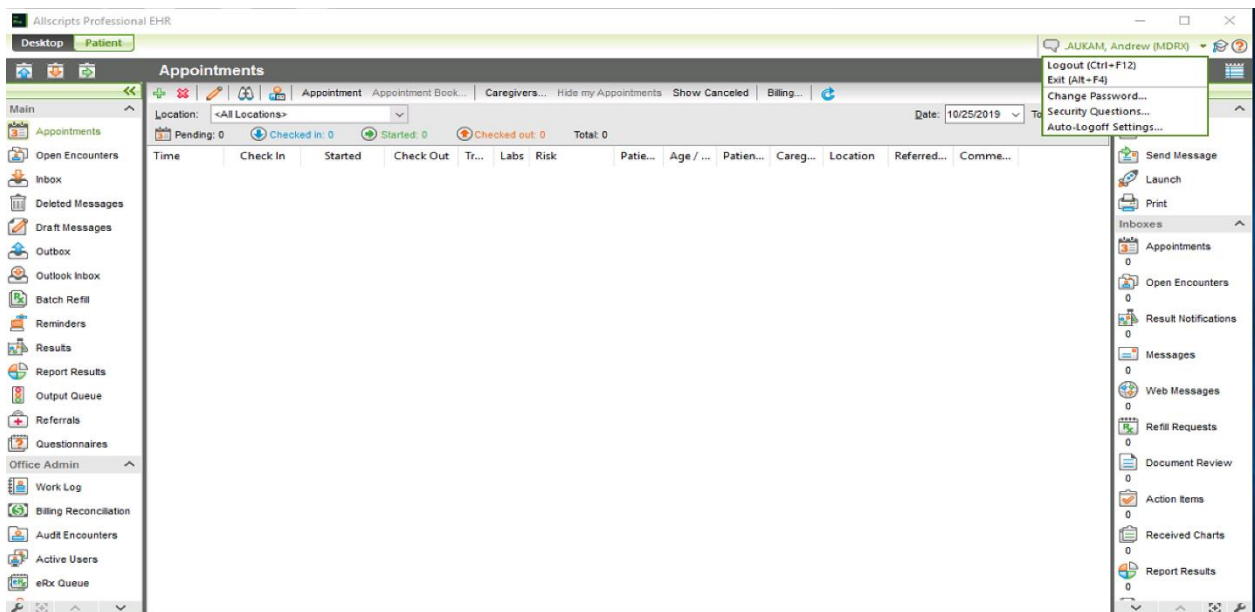 Allscripts Professional EHR
Desktop Patient
.AUKAM, Andrew (MDRX)
Logout (Ctrl+F12)
Exit (Alt+F4)
Change Password...
Security Questions...
Auto-Logoff Settings...
Appointments
Appointment Appointment Book... Caregivers... Hide my Appointments Show Canceled Billing...
Location: <All Locations> Date: 10/25/2019
Pending: 0 Checked in: 0 Started: 0 Checked out: 0 Total: 0
Time Check In Started Check Out Tr... Labs Risk Patie... Age / ... Patien... Careg... Location Referred... Comme...
Main
Appointments
Open Encounters
Inbox
Deleted Messages
Draft Messages
Outbox
Outlook Inbox
Batch Refill
Reminders
Results
Report Results
Output Queue
Referrals
Questionnaires
Office Admin
Work Log
Billing Reconciliation
Audit Encounters
Active Users
eRx Queue
Send Message
Launch
Print
Inboxes
Appointments
0
Open Encounters
0
Result Notifications
0
Messages
0
Web Messages
0
Refill Requests
0
Document Review
0
Action Items
0
Received Charts
0
Report Results
0